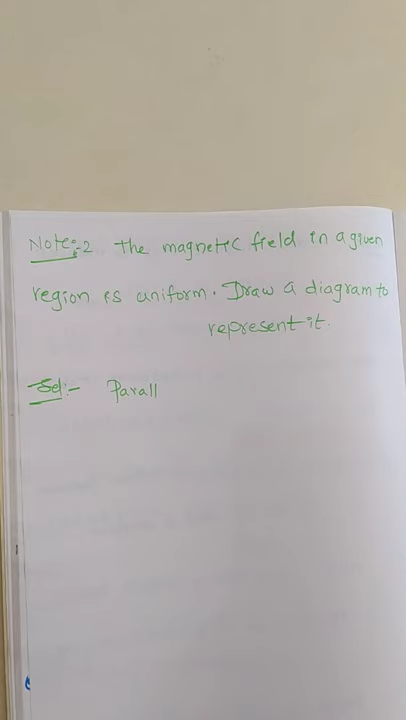 Note:-2 The magnetic field in a given
region is uniform. Draw a diagram to
represent it.
Sol:- Parall